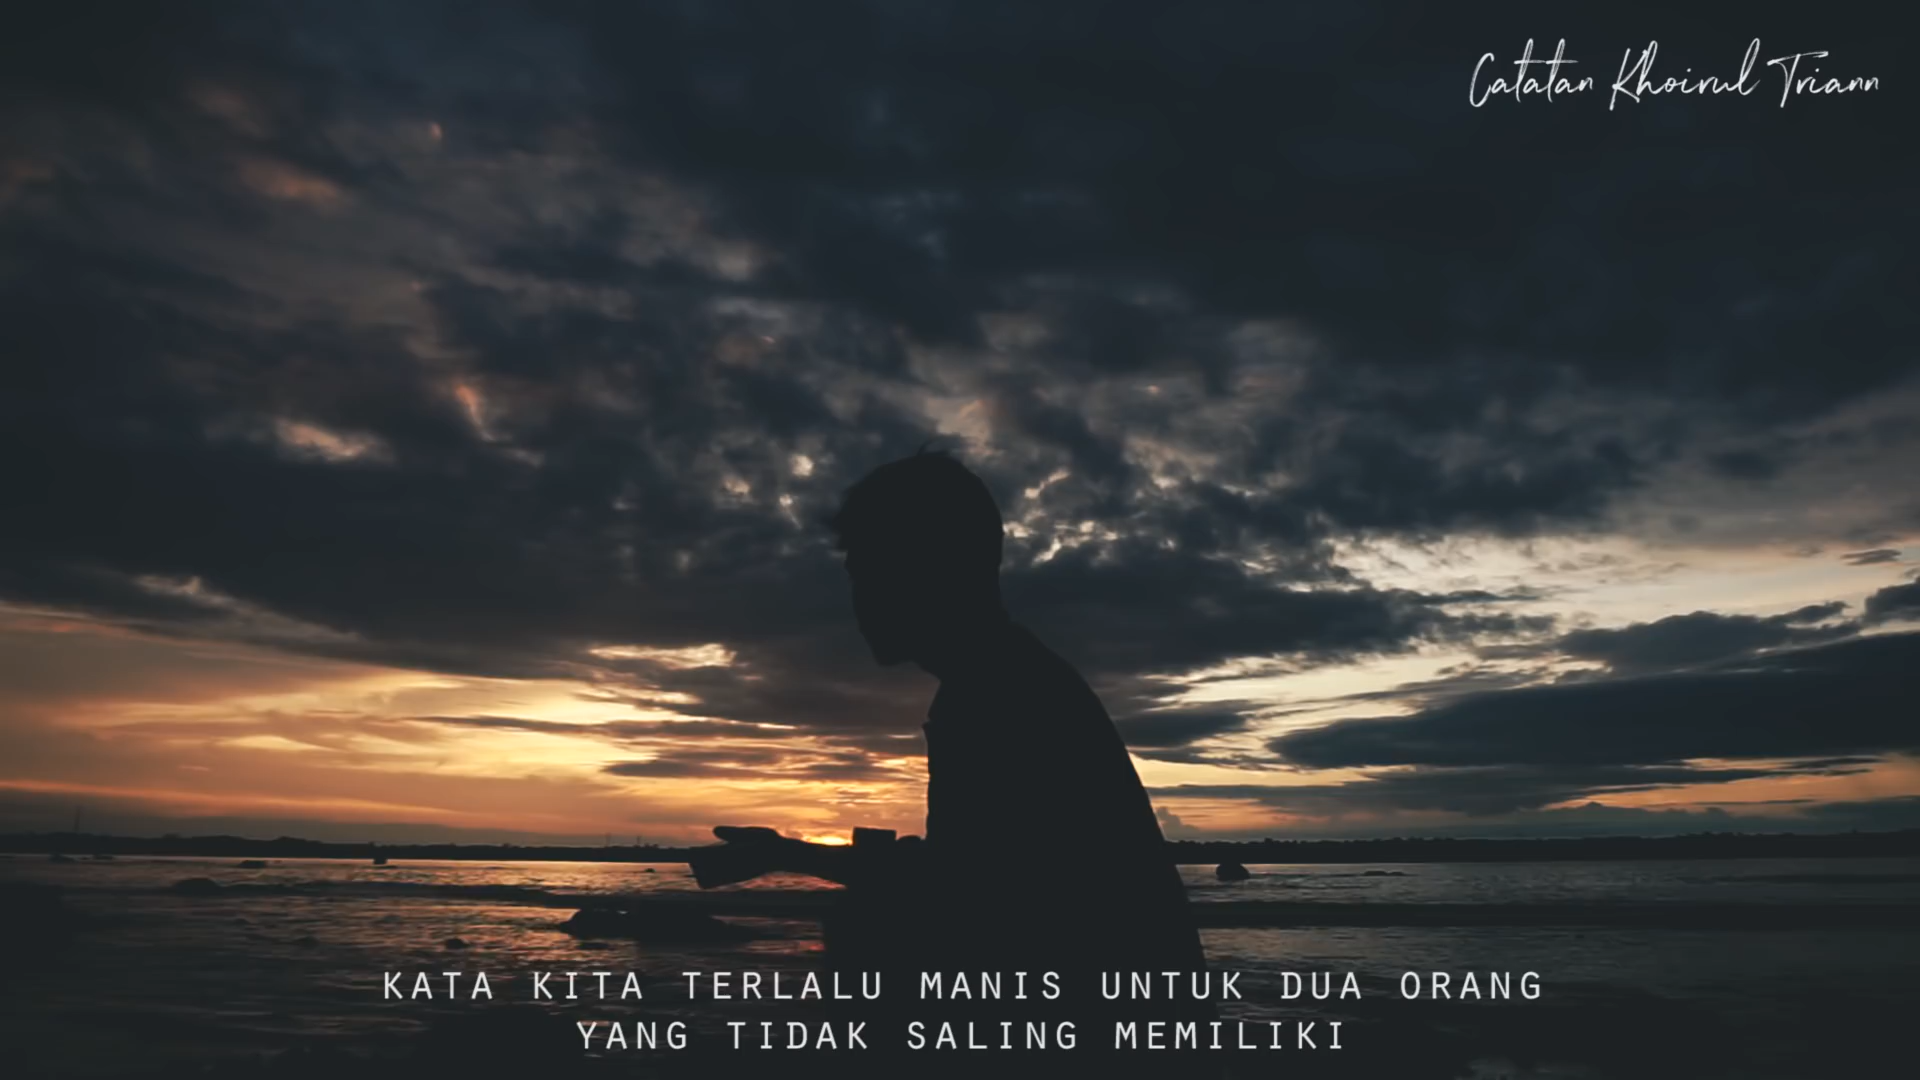 Catatan Khoirul Triann
KATA KITA TERLALU MANIS UNTUK DUA ORANG
YANG TIDAK SALING MEMILIKI